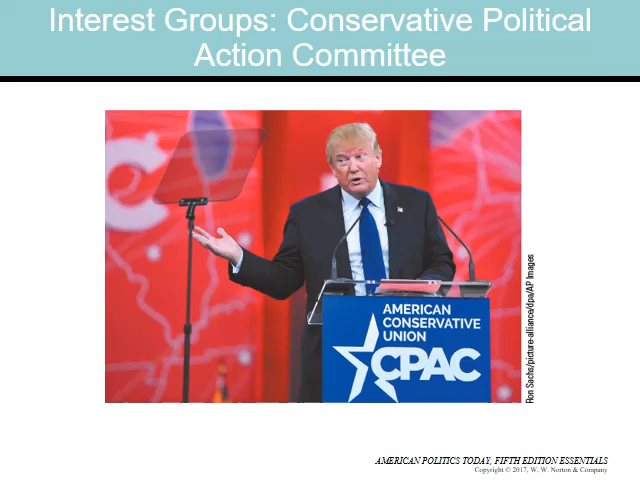 Interest Groups: Conservative Political
Action Committee
C
AMERICAN
CONSERVATIVE
UNION
CPAC
Ron Sachs/picture-alliance/dpa/AP Images
AMERICAN POLITICS TODAY, FIFTH EDITION ESSENTIALS
Copyright © 2017, W. W. Norton & Company